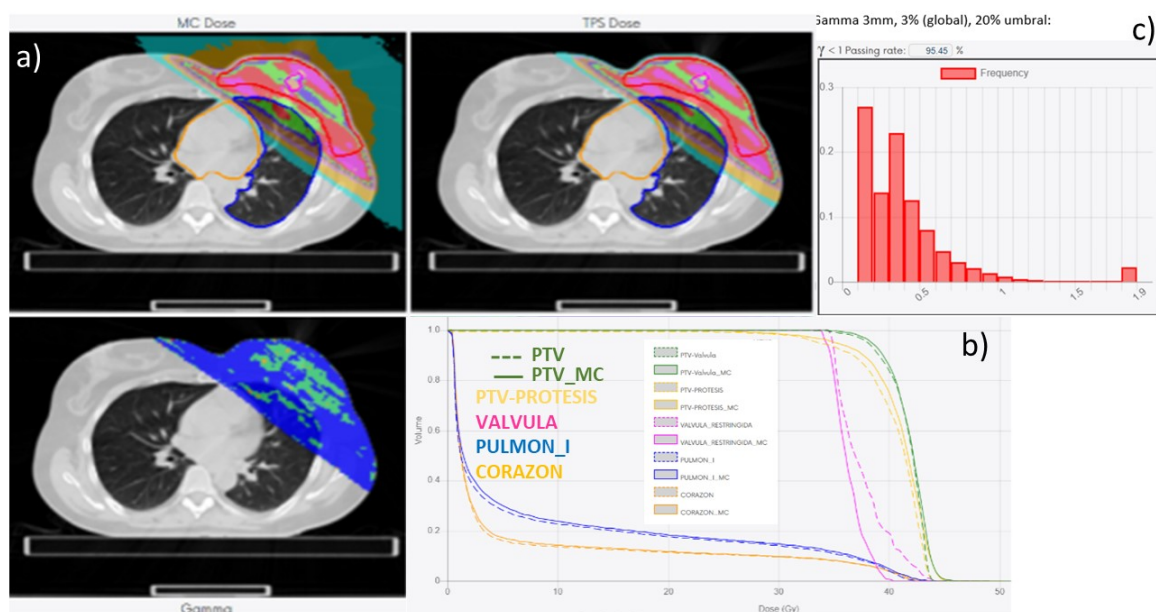 MC Dose
TPS Dose
a)
Gamma 3mm, 3% (global), 20% umbral:
c)
γ < 1 Passing rate: 95.45 %
Frequency
0.3
0.2
0.1
0
0 0.5 1 1.5 1.9
Gamma
b)
PTV
PTV_MC
PTV-PROTESIS
VALVULA
PULMON_I
CORAZON
PTV-Valvula
PTV-Valvula_MC
PTV-PROTESIS
PTV-PROTESIS_MC
VALVULA_RESTRINGIDA
VALVULA_RESTRINGIDA_MC
PULMON_I
PULMON_I_MC
CORAZON
CORAZON_MC
Volume
1.0
0.8
0.6
0.4
0.2
0
0 10 20 30 40 50
Dose (Gy)